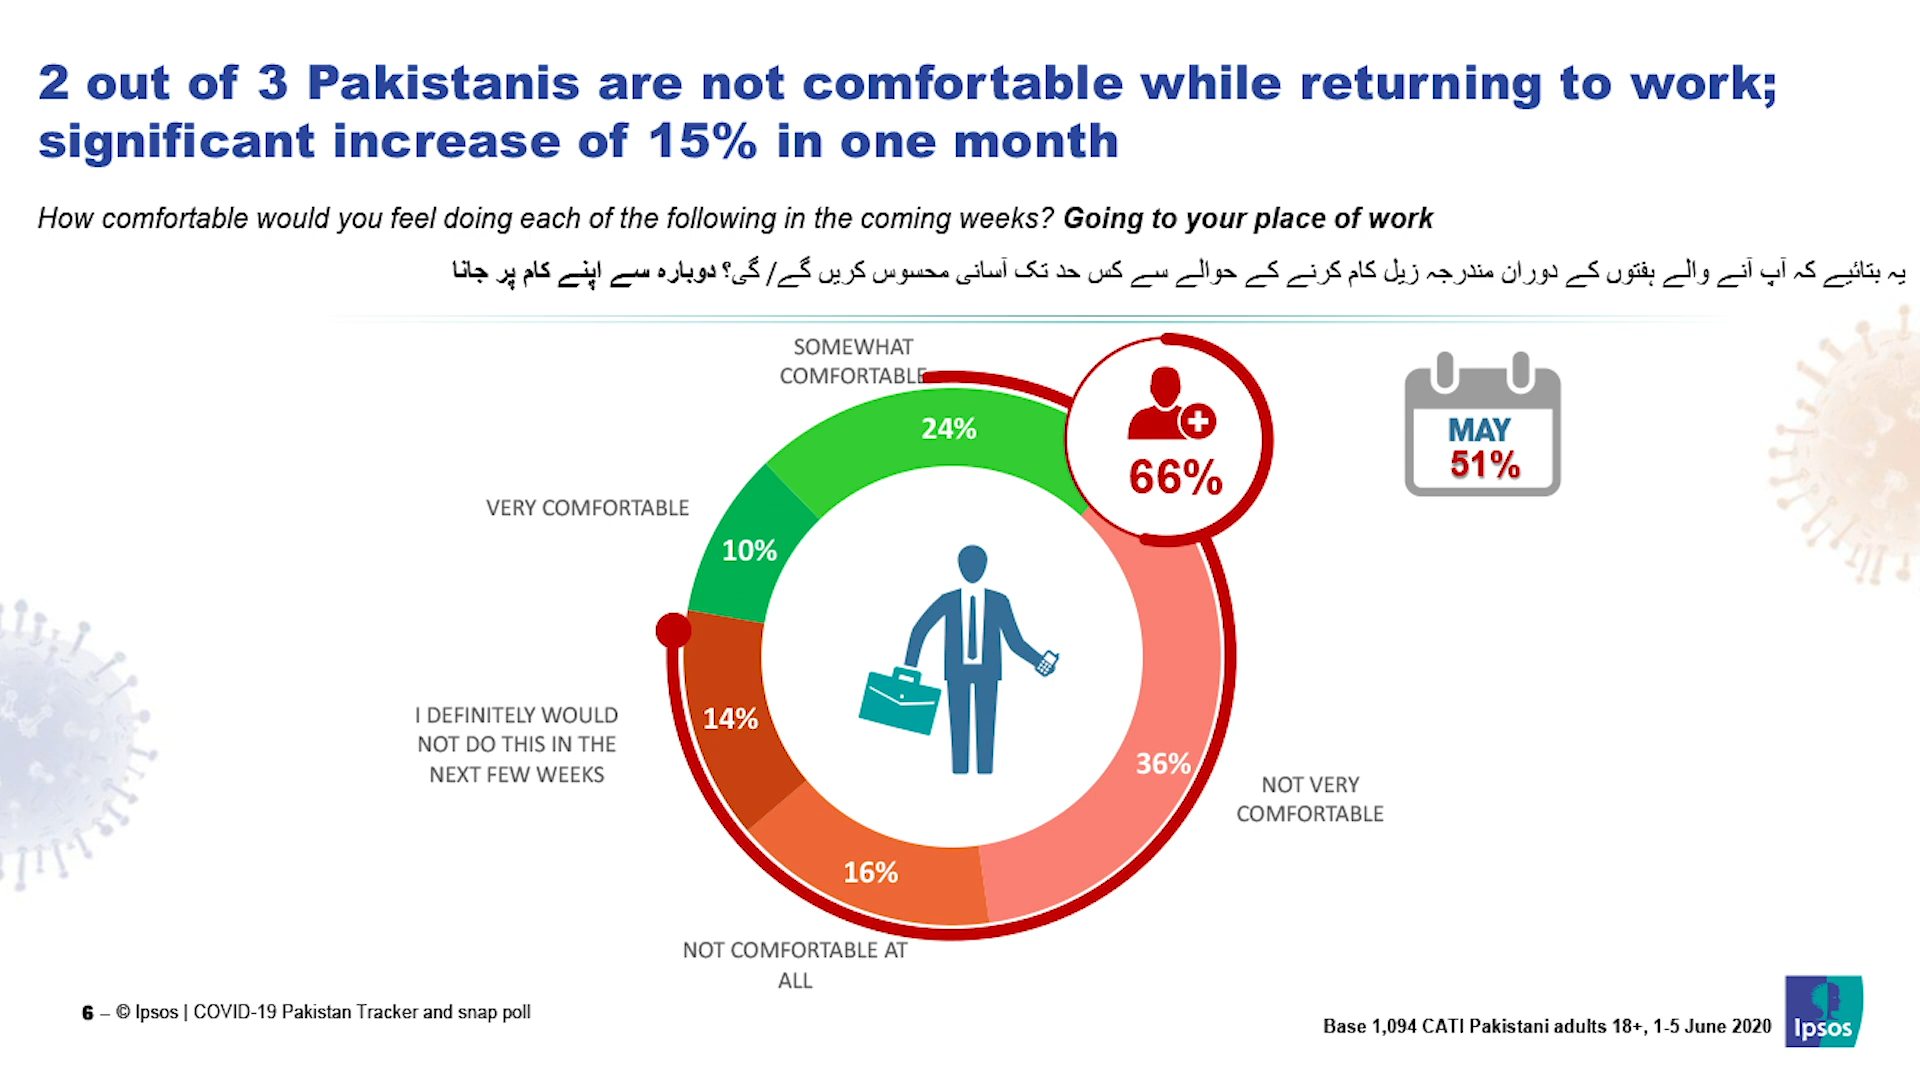 2 out of 3 Pakistanis are not comfortable while returning to work;
significant increase of 15% in one month
How comfortable would you feel doing each of the following in the coming weeks? Going to your place of work
یہ بتائیے کہ آپ آنے والے ہفتوں کے دوران مندرجہ زیل کام کرنے کے حوالے سے کس حد تک آسانی محسوس کریں گے/ گی؟ دوبارہ سے اپنے کام پر جانا
SOMEWHAT
COMFORTABLE
24%
66%
MAY
51%
VERY COMFORTABLE
10%
I DEFINITELY WOULD
NOT DO THIS IN THE
NEXT FEW WEEKS
14%
36%
NOT VERY
COMFORTABLE
16%
NOT COMFORTABLE AT
ALL
6 – © Ipsos | COVID-19 Pakistan Tracker and snap poll
Base 1,094 CATI Pakistani adults 18+, 1-5 June 2020
Ipsos